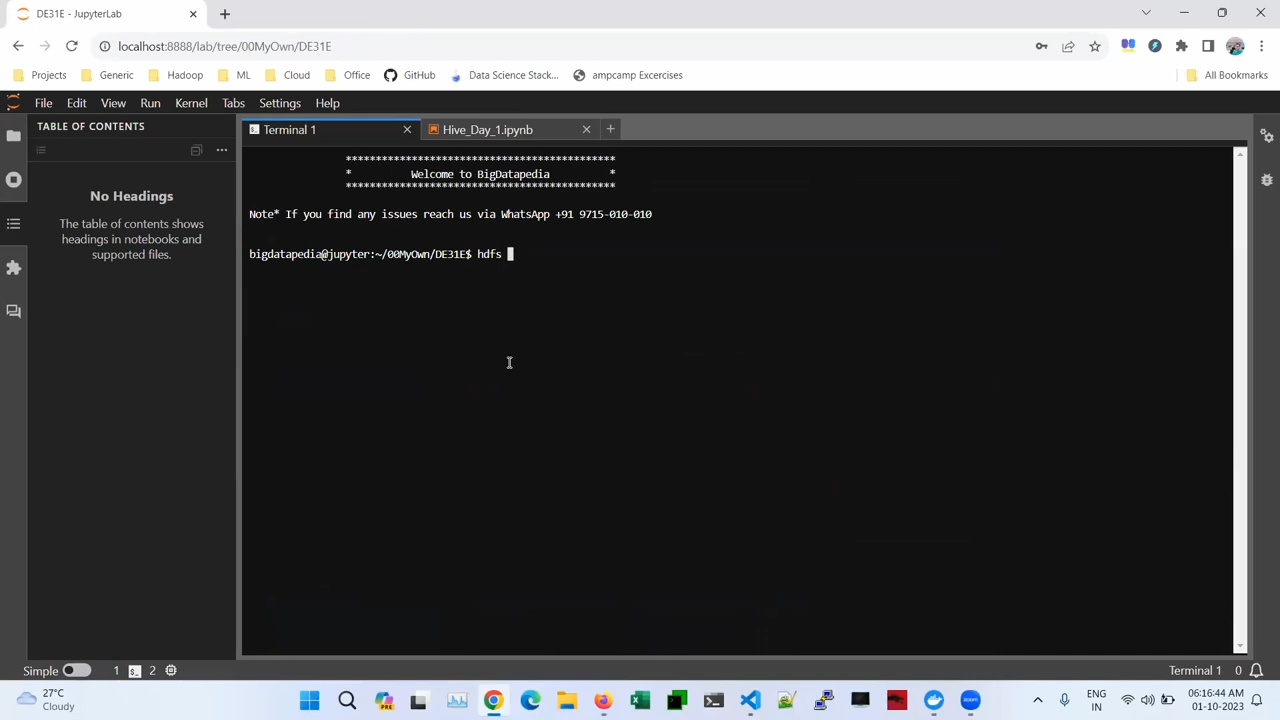 DE31E - JupyterLab
localhost:8888/lab/tree/00MyOwn/DE31E
Projects Generic Hadoop ML Cloud Office GitHub Data Science Stack... ampcamp Excercises All Bookmarks
File Edit View Run Kernel Tabs Settings Help
TABLE OF CONTENTS
Terminal 1 Hive_Day_1.ipynb
No Headings
The table of contents shows
headings in notebooks and
supported files.
*********************************************
* Welcome to BigDatapedia *
*********************************************
Note* If you find any issues reach us via WhatsApp +91 9715-010-010
bigdatapedia@jupyter:~/00MyOwn/DE31E$ hdfs
Simple 1 2 Terminal 1 0
27°C
Cloudy
PRE
zoom
ENG
IN
06:16:44 AM
01-10-2023